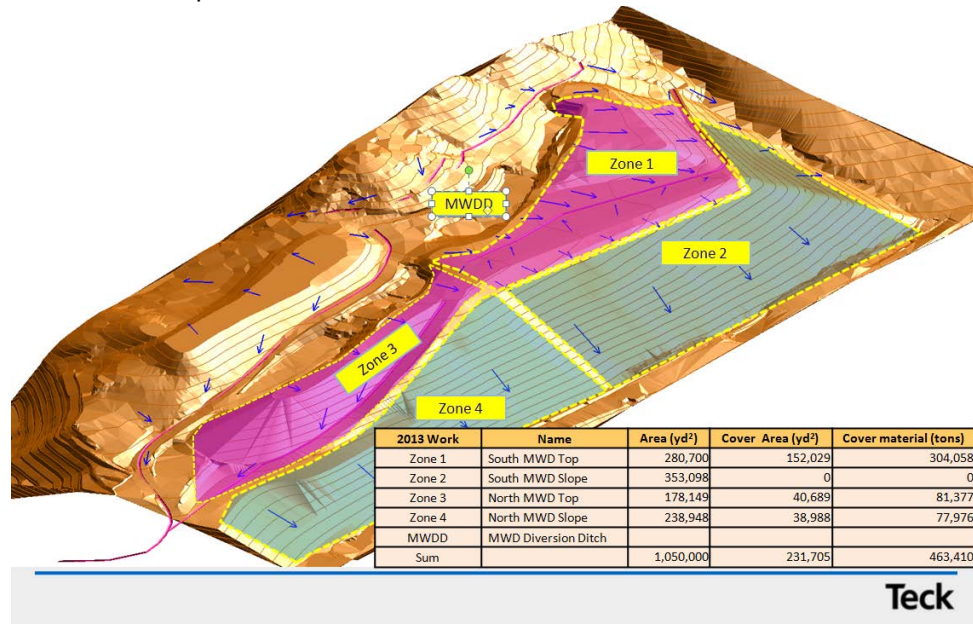 Zone 1
MWDD
Zone 2
Zone 3
Zone 4
2013 Work Name Area (yd²) Cover Area (yd²) Cover material (tons)
Zone 1 South MWD Top 280,700 152,029 304,058
Zone 2 South MWD Slope 353,098 0 0
Zone 3 North MWD Top 178,149 40,689 81,377
Zone 4 North MWD Slope 238,948 38,988 77,976
MWDD MWD Diversion Ditch
Sum 1,050,000 231,705 463,410
Teck